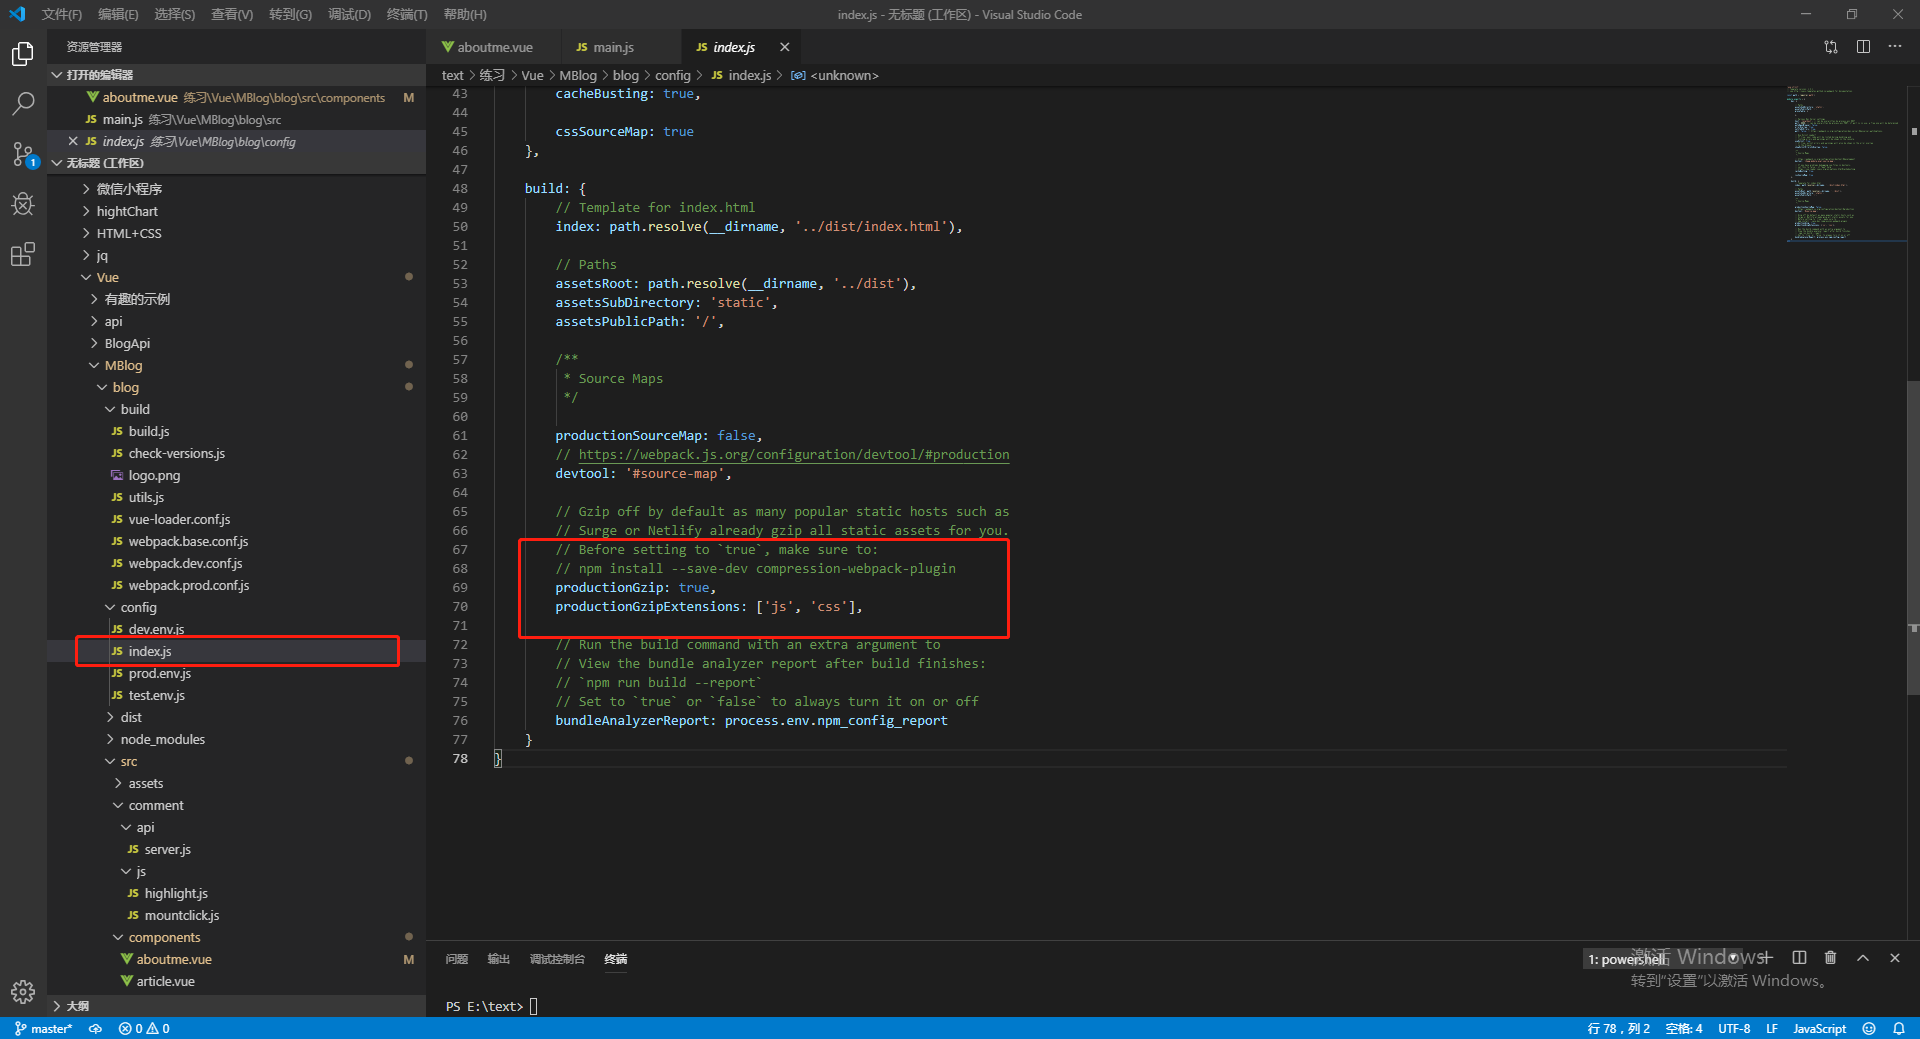 文件(F) 编辑(E) 选择(S) 查看(V) 转到(G) 调试(D) 终端(T) 帮助(H)
index.js - 无标题 (工作区) - Visual Studio Code
资源管理器
打开的编辑器
aboutme.vue 练习\Vue\MBlog\blog\src\components M
main.js 练习\Vue\MBlog\blog\src
index.js 练习\Vue\MBlog\blog\config
无标题 (工作区)
微信小程序
hightChart
HTML+CSS
jq
Vue
有趣的示例
api
BlogApi
MBlog
blog
build
JS build.js
JS check-versions.js
logo.png
JS utils.js
JS vue-loader.conf.js
JS webpack.base.conf.js
JS webpack.dev.conf.js
JS webpack.prod.conf.js
config
JS dev.env.js
JS index.js
JS prod.env.js
JS test.env.js
dist
node_modules
src
assets
comment
api
JS server.js
js
JS highlight.js
JS mountclick.js
components
aboutme.vue M
article.vue
大纲
aboutme.vue
JS main.js
JS index.js
text > 练习 > Vue > MBlog > blog > config > JS index.js > <unknown>
43 cacheBusting: true,
44
45 cssSourceMap: true
46 },
47
48 build: {
49 // Template for index.html
50 index: path.resolve(__dirname, '../dist/index.html'),
51
52 // Paths
53 assetsRoot: path.resolve(__dirname, '../dist'),
54 assetsSubDirectory: 'static',
55 assetsPublicPath: '/',
56
57 /**
58 * Source Maps
59 */
60
61 productionSourceMap: false,
62 // https://webpack.js.org/configuration/devtool/#production
63 devtool: '#source-map',
64
65 // Gzip off by default as many popular static hosts such as
66 // Surge or Netlify already gzip all static assets for you.
67 // Before setting to `true`, make sure to:
68 // npm install --save-dev compression-webpack-plugin
69 productionGzip: true,
70 productionGzipExtensions: ['js', 'css'],
71
72 // Run the build command with an extra argument to
73 // View the bundle analyzer report after build finishes:
74 // `npm run build --report`
75 // Set to `true` or `false` to always turn it on or off
76 bundleAnalyzerReport: process.env.npm_config_report
77 }
78 }
问题 输出 调试控制台 终端
1: powershell
激活 Windows
转到"设置"以激活 Windows。
PS E:\text>
1
master* 0 0
行 78，列 2 空格: 4 UTF-8 LF JavaScript